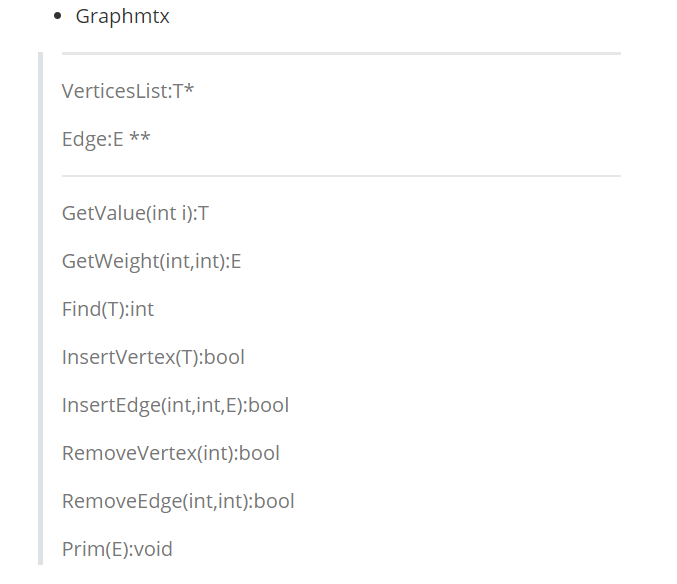 Graphmtx
VerticesList:T*
Edge:E **
GetValue(int i):T
GetWeight(int,int):E
Find(T):int
InsertVertex(T):bool
InsertEdge(int,int,E):bool
RemoveVertex(int):bool
RemoveEdge(int,int):bool
Prim(E):void